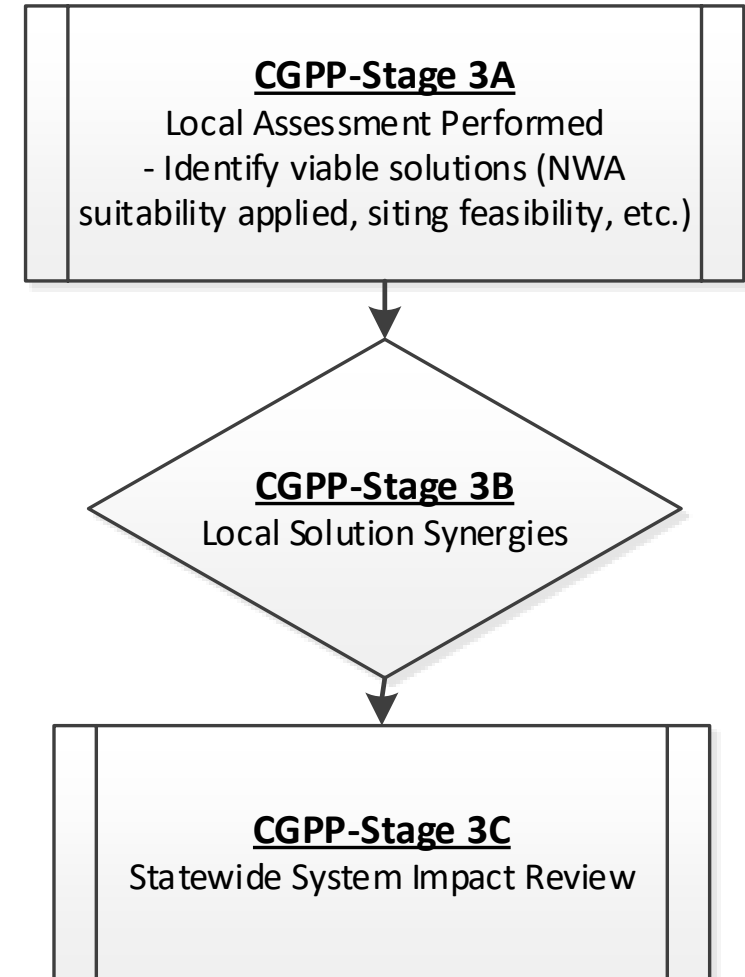 CGPP-Stage 3A
Local Assessment Performed
- Identify viable solutions (NWA
suitability applied, siting feasibility, etc.)
CGPP-Stage 3B
Local Solution Synergies
CGPP-Stage 3C
Statewide System Impact Review